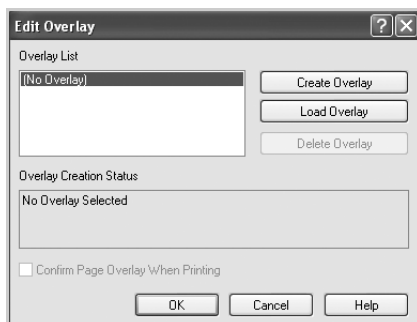 Edit Overlay
Overlay List
(No Overlay)
Create Overlay
Load Overlay
Delete Overlay
Overlay Creation Status
No Overlay Selected
Confirm Page Overlay When Printing
OK
Cancel
Help